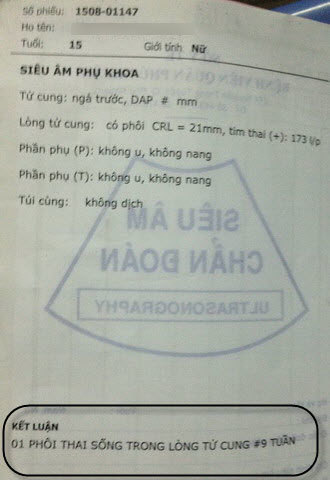 Số phiếu: 1508-01147
Họ tên:
Tuổi: 15 Giới tính Nữ
SIÊU ÂM PHỤ KHOA
Tử cung: ngả trước, DAP # mm
Lòng tử cung: có phôi CRL = 21mm, tim thai (+): 173 l/p
Phần phụ (P): không u, không nang
Phần phụ (T): không u, không nang
Túi cùng: không dịch
SIÊU ÂM
CHẨN ĐOÁN
ULTRASONOGRAPHY
KẾT LUẬN
01 PHÔI THAI SỐNG TRONG LÒNG TỬ CUNG #9 TUẦN